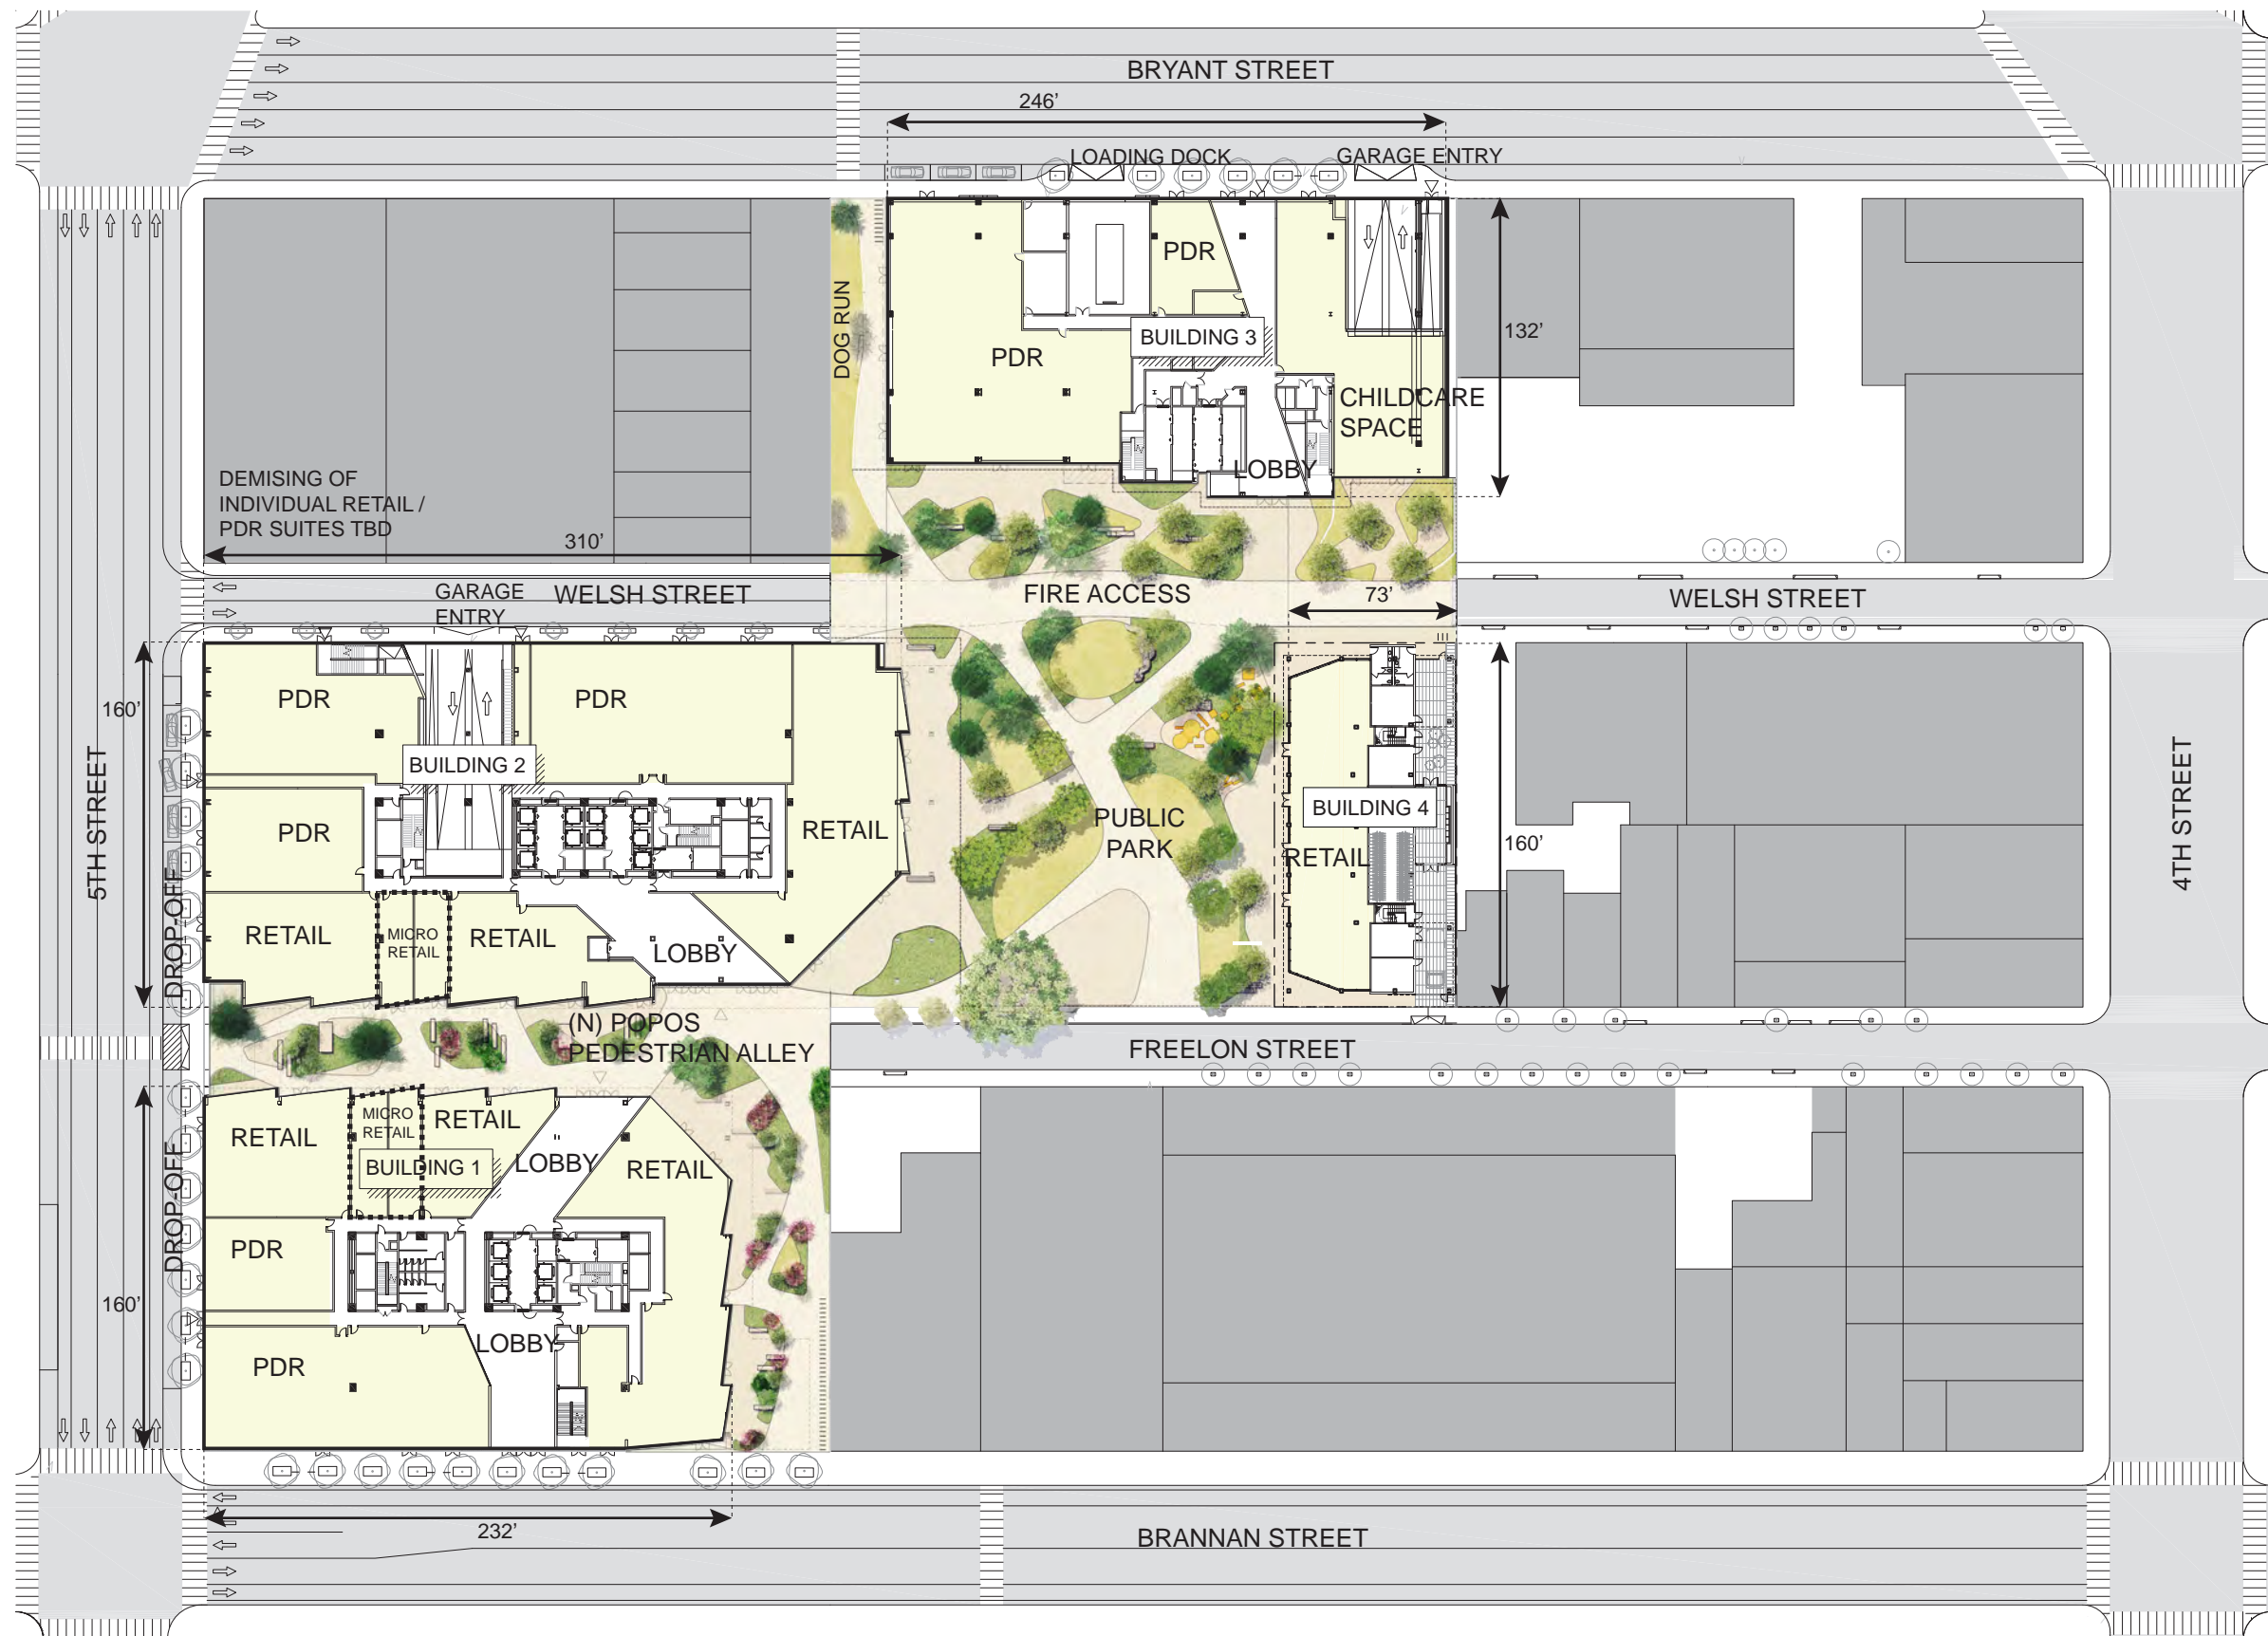 BRYANT STREET
246’
LOADING DOCK
GARAGE ENTRY
DOG RUN
PDR
BUILDING 3
PDR
132’
CHILDCARE
SPACE
LOBBY
DEMISING OF
INDIVIDUAL RETAIL /
PDR SUITES TBD
310’
GARAGE
ENTRY
WELSH STREET
FIRE ACCESS
73’
WELSH STREET
5TH STREET
160’
PDR
PDR
BUILDING 2
PDR
RETAIL
DROP-OFF
RETAIL
MICRO
RETAIL
RETAIL
LOBBY
PUBLIC
PARK
BUILDING 4
RETAIL
160’
4TH STREET
(N) POPOS
PEDESTRIAN ALLEY
FREELON STREET
RETAIL
MICRO
RETAIL
RETAIL
BUILDING 1
LOBBY
RETAIL
DROP-OFF
PDR
160’
PDR
LOBBY
232’
BRANNAN STREET